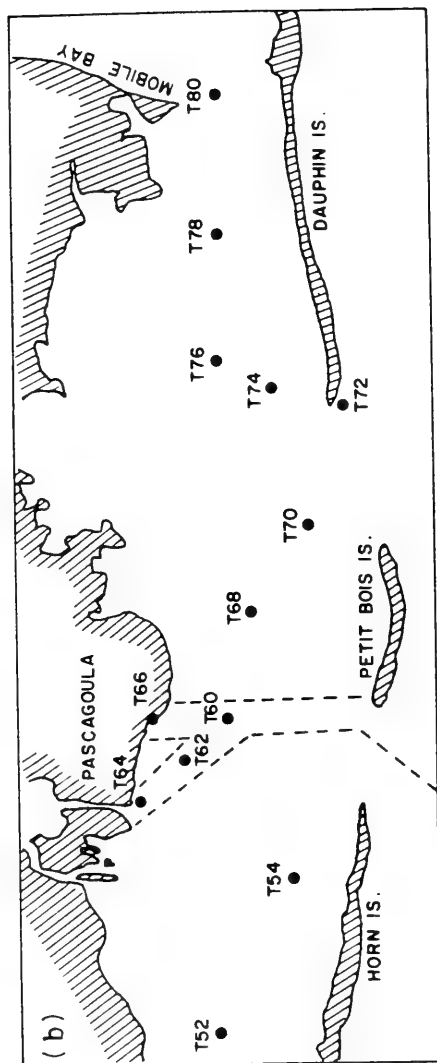 (b)
MOBILE BAY
PASCAGOULA
T80
T78
T76
T74
T72
T70
T68
T66
T64
T62
T60
T54
T52
DAUPHIN IS.
PETIT BOIS IS.
HORN IS.